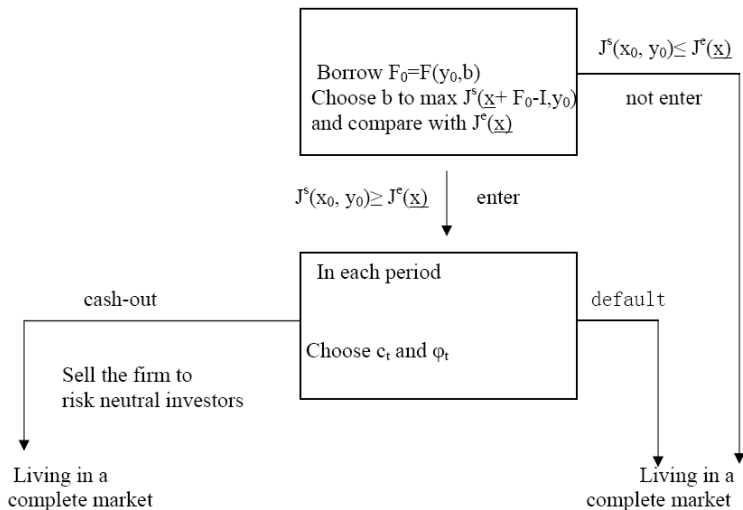 Borrow F₀=F(y₀,b)
Choose b to max Jˢ(x+ F₀-I,y₀)
and compare with Jᵉ(x)
Jˢ(x₀, y₀)≤ Jᵉ(x)
not enter
Jˢ(x₀, y₀)≥ Jᵉ(x)
enter
In each period
Choose cₜ and φₜ
cash-out
Sell the firm to
risk neutral investors
default
Living in a
complete market
Living in a
complete market